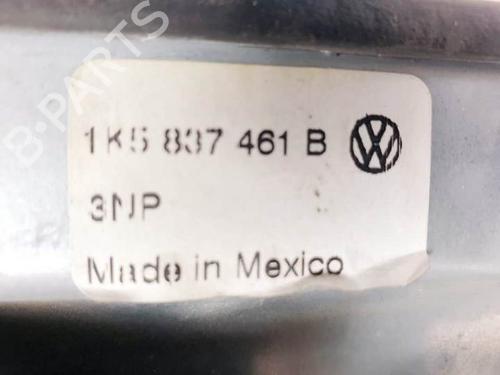 1K5 837 461 B
3NP
Made in Mexico
B-PARTS